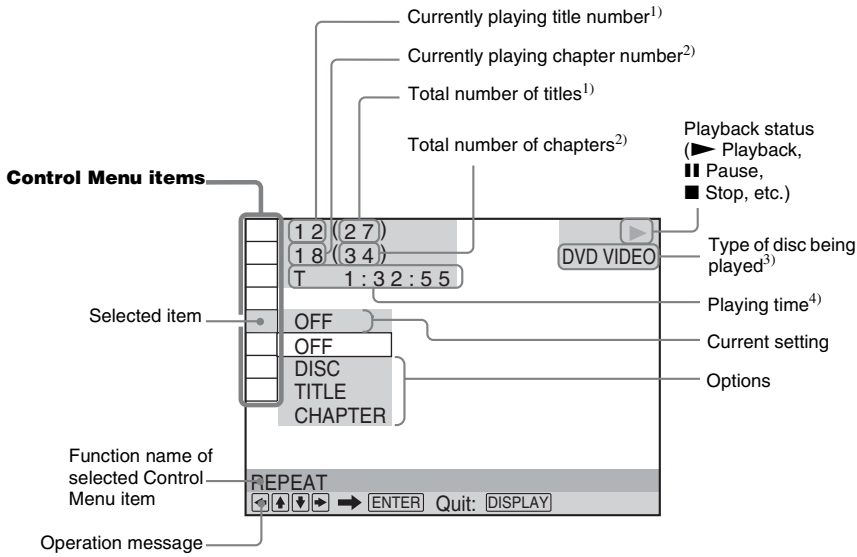 Currently playing title number1)
Currently playing chapter number2)
Total number of titles1)
Total number of chapters2)
Playback status
(► Playback,
❚❚ Pause,
■ Stop, etc.)
Control Menu items
12(27)
18(34)
T 1:32:55
►
DVD VIDEO
Type of disc being
played3)
Playing time4)
Selected item
OFF
Current setting
OFF
DISC
TITLE
CHAPTER
Options
Function name of
selected Control
Menu item
REPEAT
←↑↓→ ➡ ENTER Quit: DISPLAY
Operation message